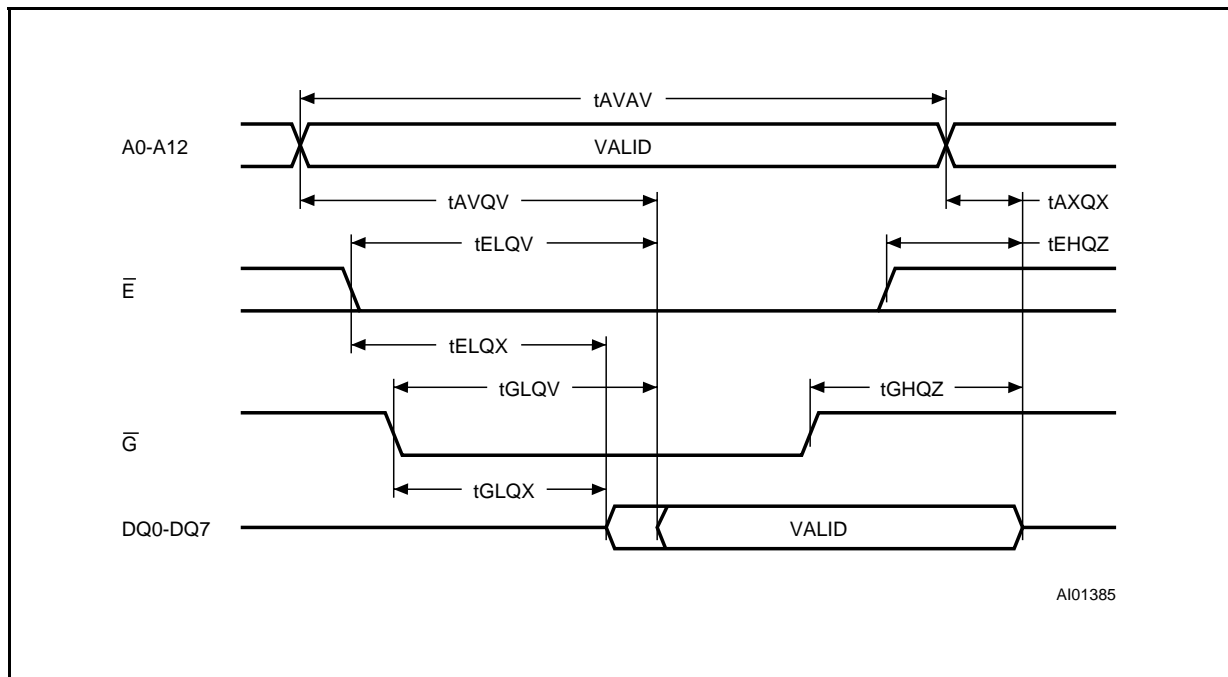 tAVAV
A0-A12 VALID
tAVQV tAXQX
tELQV tEHQZ
E̅
tELQX
tGLQV tGHQZ
G̅
tGLQX
DQ0-DQ7 VALID
AI01385